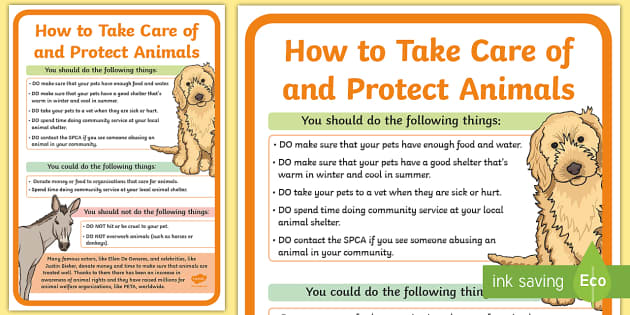 How to Take Care of
and Protect Animals
You should do the following things:
• DO make sure that your pets have enough food and water.
• DO make sure that your pets have a good shelter that's
warm in winter and cool in summer.
• DO take your pets to a vet when they are sick or hurt.
• DO spend time doing community service at your local
animal shelter.
• DO contact the SPCA if you see someone abusing an
animal in your community.
You could do the following things:
• Donate money or food to organisations that care for animals.
• Spend time doing community service at your local animal shelter.
You should not do the following things:
• DO NOT hit or be cruel to your pet.
• DO NOT overwork animals (such as horses or
donkeys).
Many famous actors, like Ellen De Generes, and celebrities, like
Justin Bieber, donate money and time to make sure that animals are
treated well. Thanks to them there has been an increase in
awareness of animal rights and they have raised millions for
animal welfare organisations, like PETA, worldwide.
twinkl
How to Take Care of
and Protect Animals
You should do the following things:
• DO make sure that your pets have enough food and water.
• DO make sure that your pets have a good shelter that's
warm in winter and cool in summer.
• DO take your pets to a vet when they are sick or hurt.
• DO spend time doing community service at your local
animal shelter.
• DO contact the SPCA if you see someone abusing an
animal in your community.
You could do the following things:
ink saving
Eco